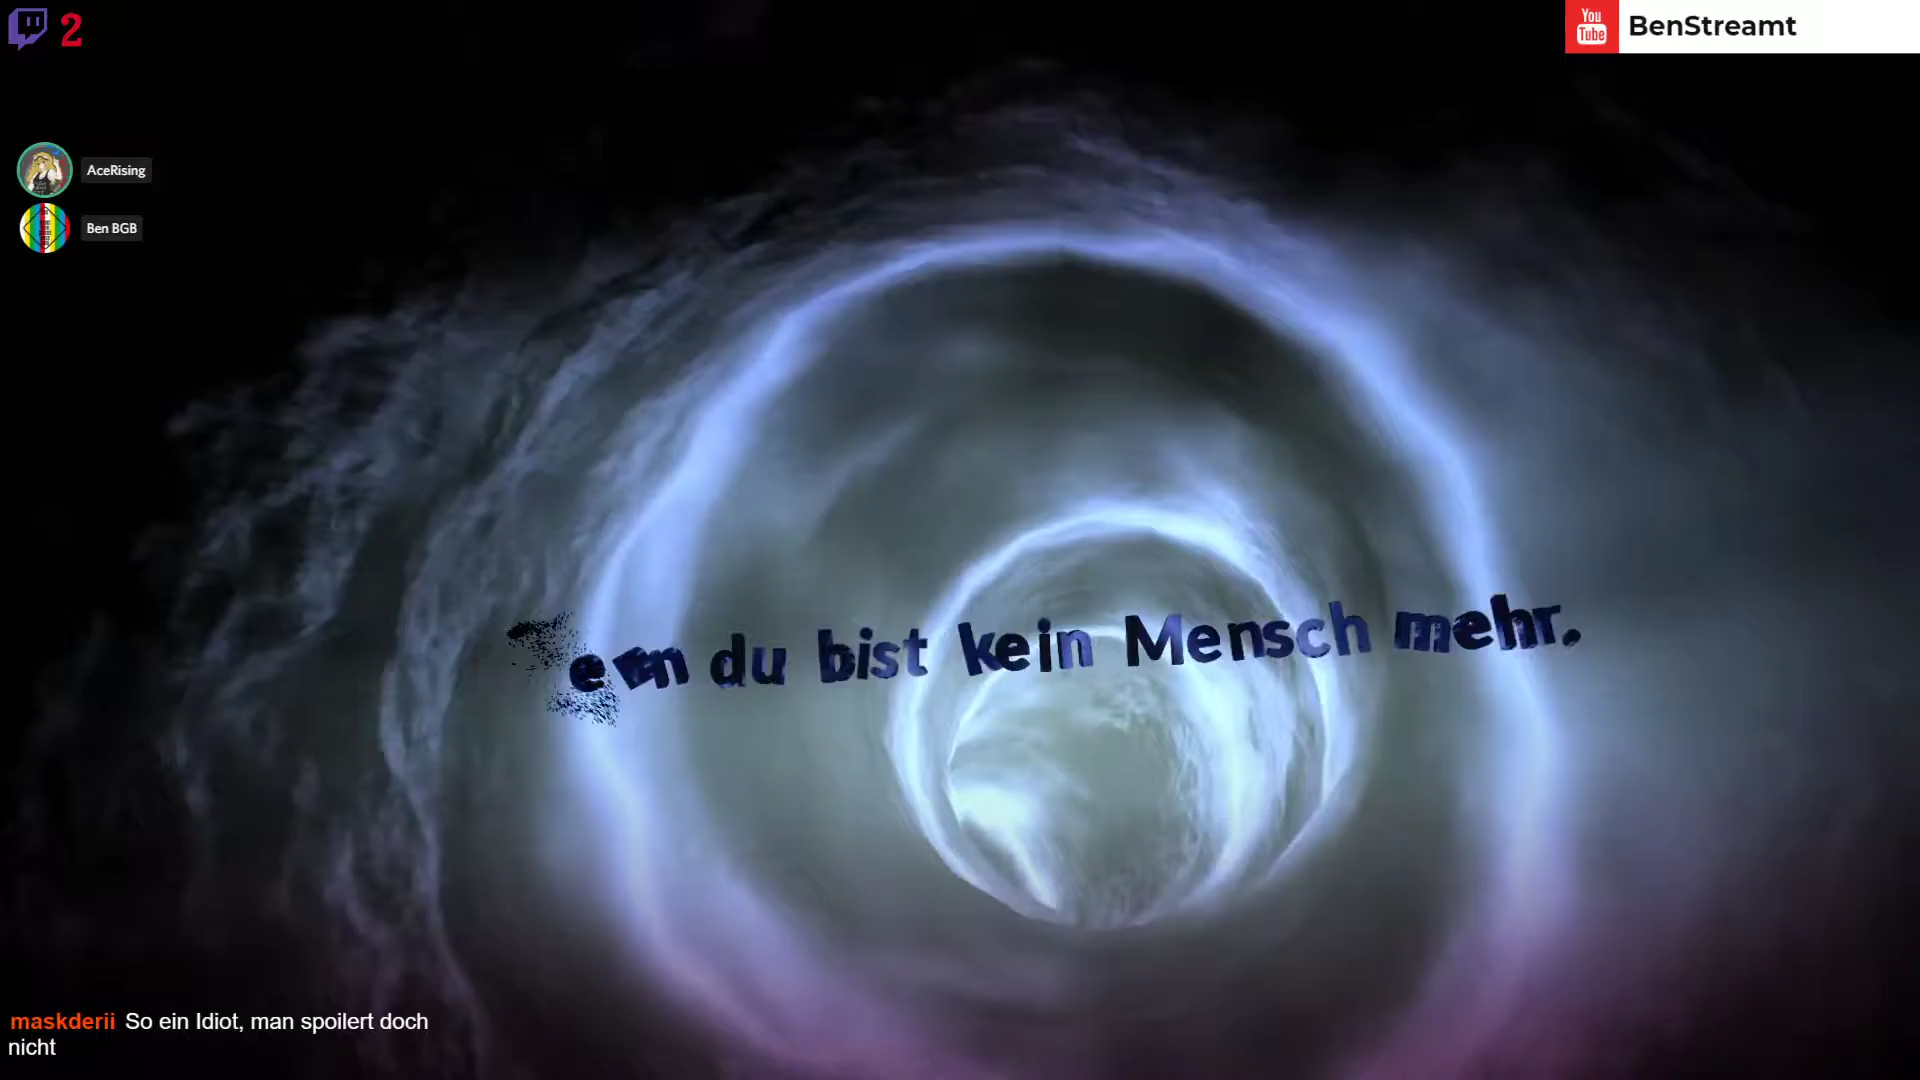 2
You
Tube
BenStreamt
AceRising
Ben BGB
du bist kein Mensch mehr.
maskderii So ein Idiot, man spoilert doch
nicht